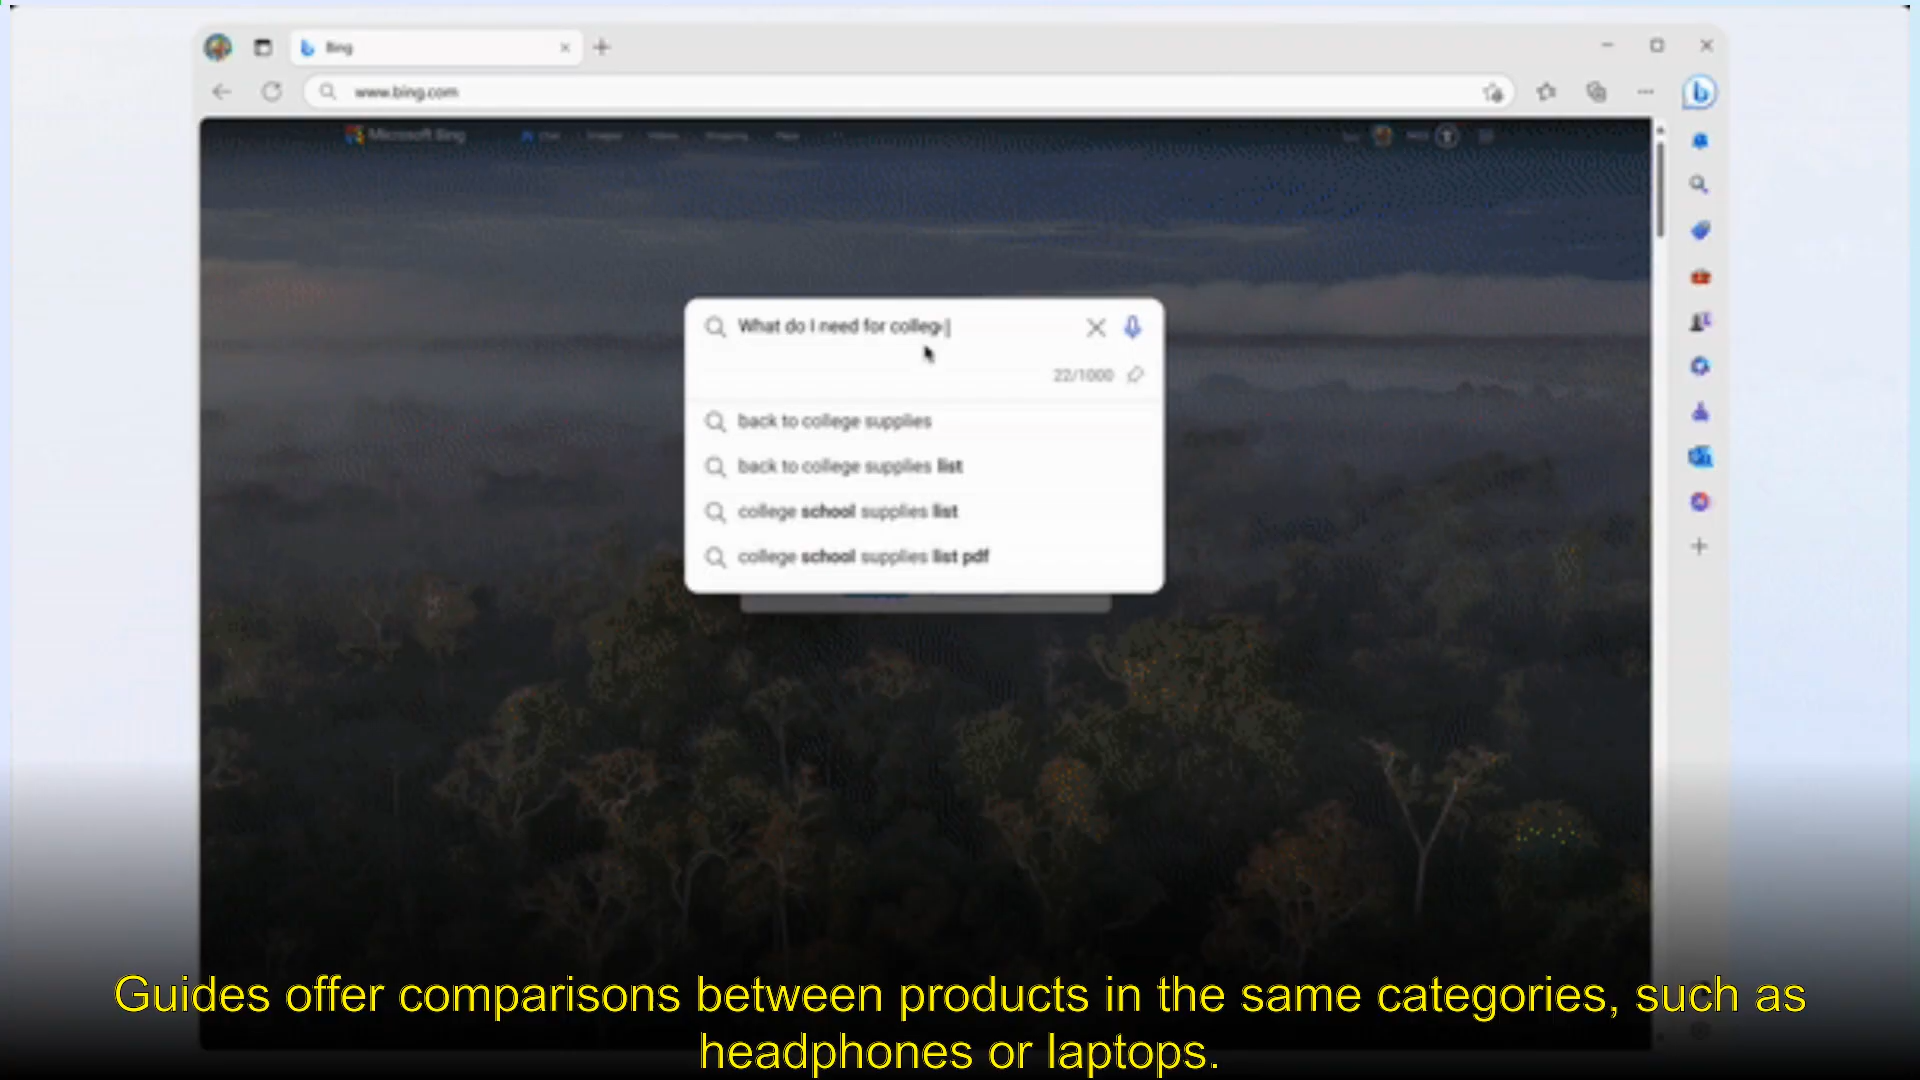 Bing
www.bing.com
Microsoft Bing
What do I need for colleg
22/1000
back to college supplies
back to college supplies list
college school supplies list
college school supplies list pdf
Guides offer comparisons between products in the same categories, such as
headphones or laptops.